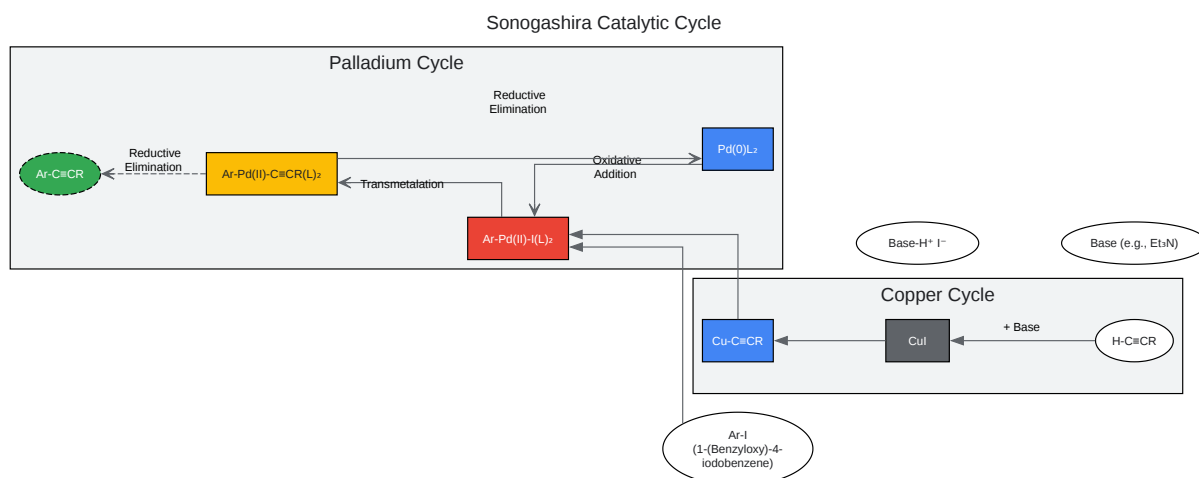 Sonogashira Catalytic Cycle
Palladium Cycle
Reductive
Elimination
Reductive
Elimination
Pd(0)L₂
Oxidative
Addition
Ar-C≡CR
Ar-Pd(II)-C≡CR(L)₂
Transmetalation
Ar-Pd(II)-I(L)₂
Base-H⁺ I⁻
Base (e.g., Et₃N)
Copper Cycle
Cu-C≡CR
CuI
+ Base
H-C≡CR
Ar-I
(1-(Benzyloxy)-4-
iodobenzene)